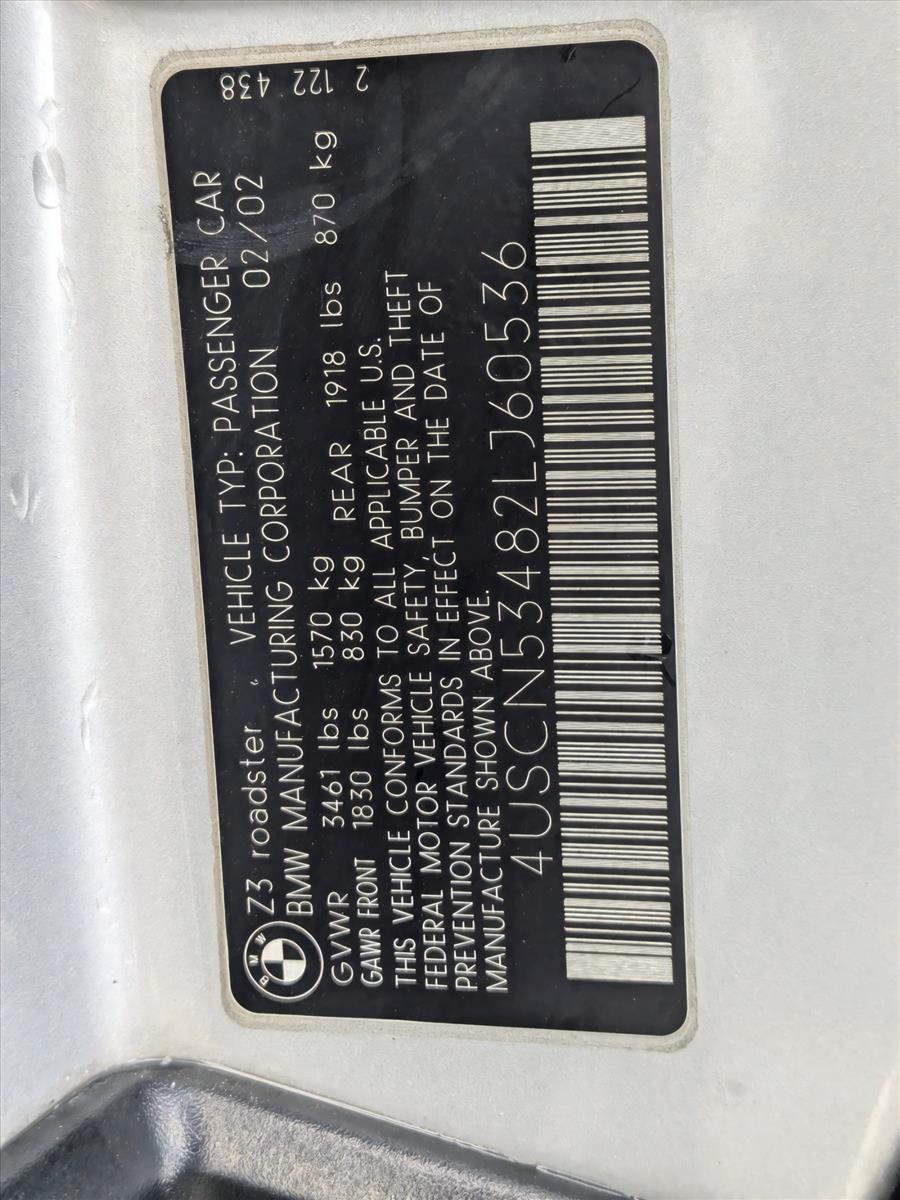 Z3 roadster VEHICLE TYP: PASSENGER CAR
BMW MANUFACTURING CORPORATION 02/02
GVWR 3461 lbs 1570 kg
GAWR FRONT 1830 lbs 830 kg REAR 1918 lbs 870 kg
THIS VEHICLE CONFORMS TO ALL APPLICABLE U.S.
FEDERAL MOTOR VEHICLE SAFETY, BUMPER AND THEFT
PREVENTION STANDARDS IN EFFECT ON THE DATE OF
MANUFACTURE SHOWN ABOVE.
4USCN53482LJ60536
2 122 438
BMW